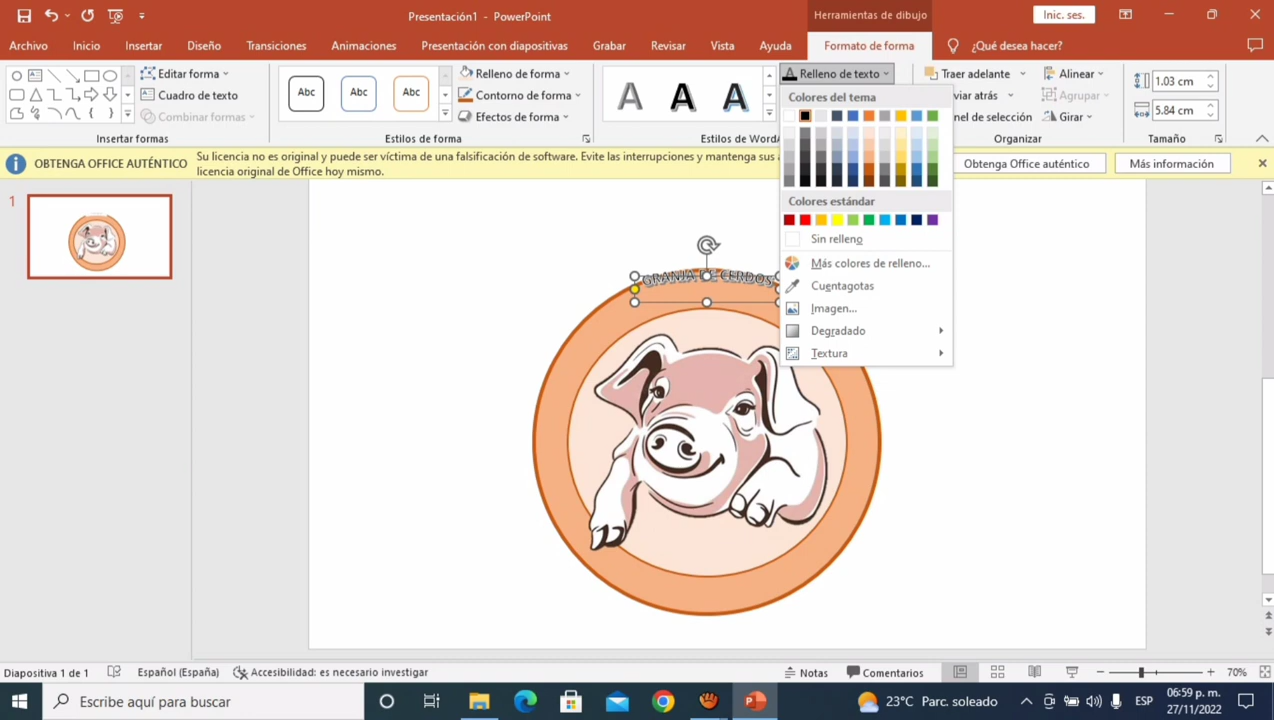 Presentación1 - PowerPoint
Herramientas de dibujo
Inic. ses.
Archivo
Inicio
Insertar
Diseño
Transiciones
Animaciones
Presentación con diapositivas
Grabar
Revisar
Vista
Ayuda
Formato de forma
¿Qué desea hacer?
Editar forma
Cuadro de texto
Combinar formas
Insertar formas
Abc
Abc
Abc
Relleno de forma
Contorno de forma
Efectos de forma
Estilos de forma
A
A
A
Estilos de WordA
Relleno de texto
Traer adelante
viar atrás
nel de selección
Alinear
Agrupar
Girar
Organizar
1.03 cm
5.84 cm
Tamaño
OBTENGA OFFICE AUTÉNTICO
Su licencia no es original y puede ser víctima de una falsificación de software. Evite las interrupciones y mantenga sus a
licencia original de Office hoy mismo.
Obtenga Office auténtico
Más información
Colores del tema
Colores estándar
Sin relleno
Más colores de relleno...
Cuentagotas
Imagen...
Degradado
Textura
1
GRANJA DE CERDOS
Diapositiva 1 de 1
Español (España)
Accesibilidad: es necesario investigar
Notas
Comentarios
70%
Escribe aquí para buscar
23°C Parc. soleado
ESP
06:59 p. m.
27/11/2022